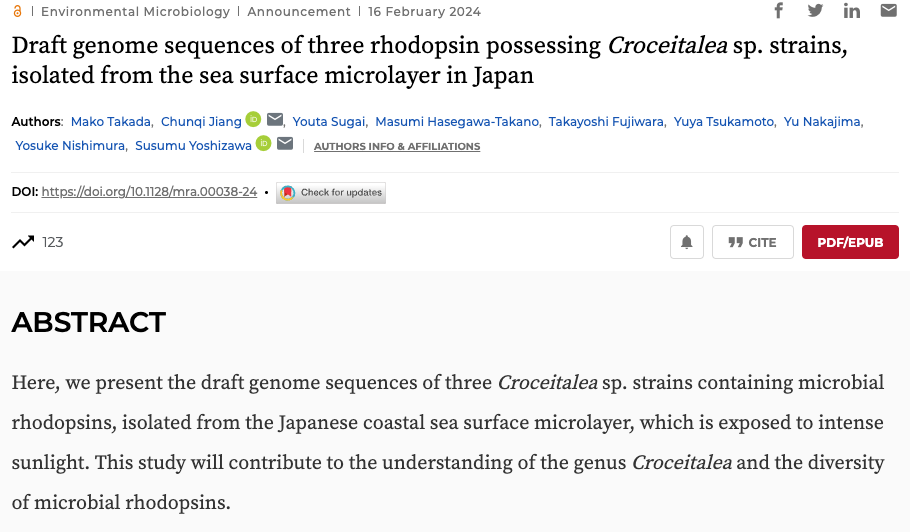 Environmental Microbiology | Announcement | 16 February 2024
Draft genome sequences of three rhodopsin possessing Croceitalea sp. strains,
isolated from the sea surface microlayer in Japan
Authors: Mako Takada, Chunqi Jiang iD, Youta Sugai, Masumi Hasegawa-Takano, Takayoshi Fujiwara, Yuya Tsukamoto, Yu Nakajima,
Yosuke Nishimura, Susumu Yoshizawa iD | AUTHORS INFO & AFFILIATIONS
DOI: https://doi.org/10.1128/mra.00038-24 • Check for updates
123
CITE
PDF/EPUB
ABSTRACT
Here, we present the draft genome sequences of three Croceitalea sp. strains containing microbial
rhodopsins, isolated from the Japanese coastal sea surface microlayer, which is exposed to intense
sunlight. This study will contribute to the understanding of the genus Croceitalea and the diversity
of microbial rhodopsins.